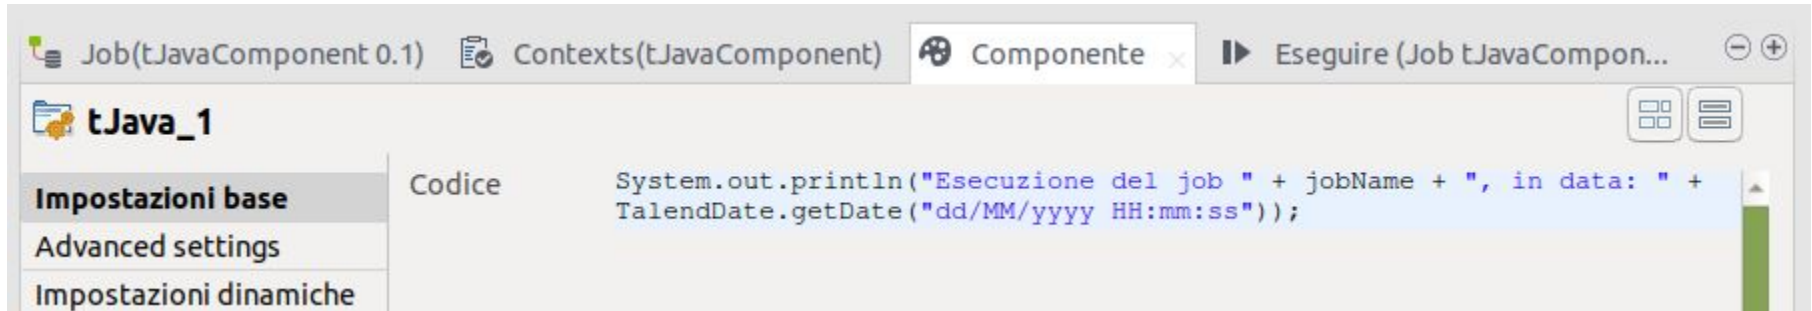 Job(tJavaComponent 0.1) Contexts(tJavaComponent) Componente Eseguire (Job tJavaCompon...
tJava_1
Impostazioni base
Advanced settings
Impostazioni dinamiche
Codice
System.out.println("Esecuzione del job " + jobName + ", in data: " +
TalendDate.getDate("dd/MM/yyyy HH:mm:ss"));